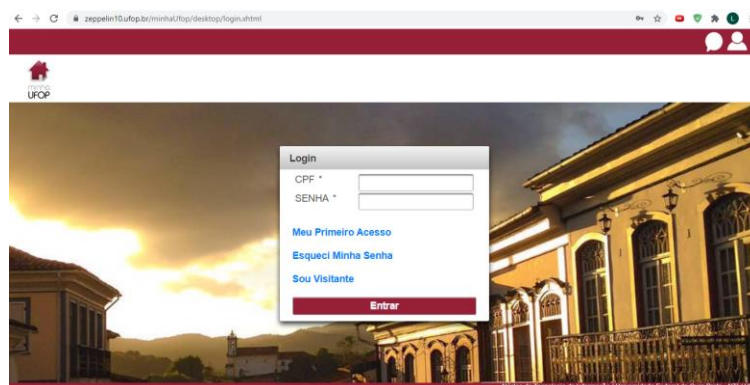 zeppelin10.ufop.br/minhaUfop/desktop/login.xhtml
L
minha
UFOP
Login
CPF *
SENHA *
Meu Primeiro Acesso
Esqueci Minha Senha
Sou Visitante
Entrar